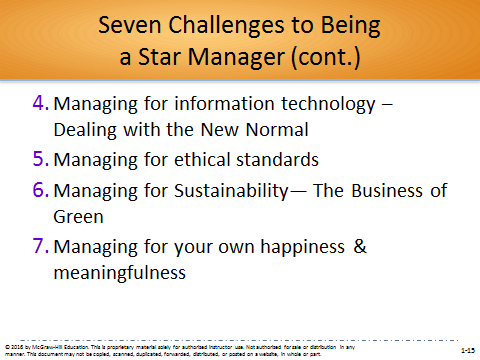 Seven Challenges to Being
a Star Manager (cont.)
4. Managing for information technology –
Dealing with the New Normal
5. Managing for ethical standards
6. Managing for Sustainability— The Business of
Green
7. Managing for your own happiness &
meaningfulness
© 2016 by McGraw-Hill Education. This is proprietary material solely for authorized instructor use. Not authorized for sale or distribution in any
manner. This document may not be copied, scanned, duplicated, forwarded, distributed, or posted on a website, in whole or part.
1-15